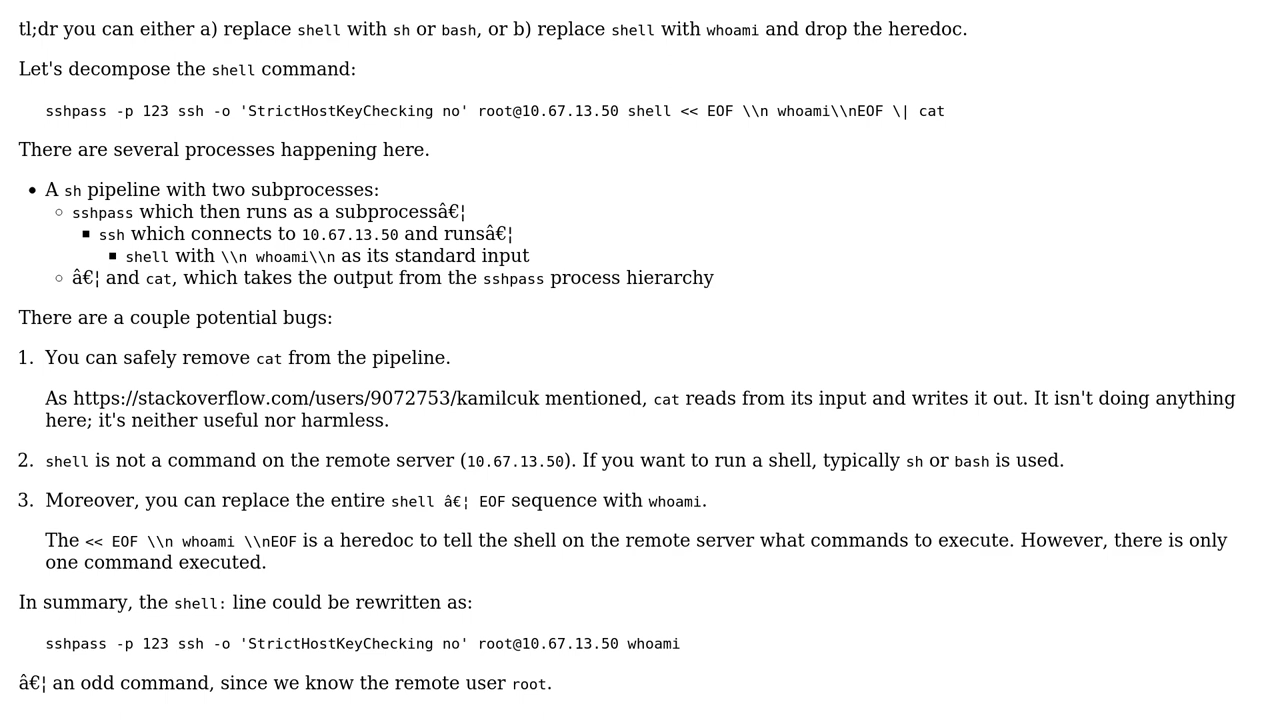 tl;dr you can either a) replace shell with sh or bash, or b) replace shell with whoami and drop the heredoc.
Let's decompose the shell command:
sshpass -p 123 ssh -o 'StrictHostKeyChecking no' root@10.67.13.50 shell << EOF \\n whoami\\nEOF \| cat
There are several processes happening here.
• A sh pipeline with two subprocesses:
○ sshpass which then runs as a subprocessâ€¦
■ ssh which connects to 10.67.13.50 and runsâ€¦
■ shell with \\n whoami\\n as its standard input
○ â€¦ and cat, which takes the output from the sshpass process hierarchy
There are a couple potential bugs:
1. You can safely remove cat from the pipeline.
As https://stackoverflow.com/users/9072753/kamilcuk mentioned, cat reads from its input and writes it out. It isn't doing anything
here; it's neither useful nor harmless.
2. shell is not a command on the remote server (10.67.13.50). If you want to run a shell, typically sh or bash is used.
3. Moreover, you can replace the entire shell â€¦ EOF sequence with whoami.
The << EOF \\n whoami \\nEOF is a heredoc to tell the shell on the remote server what commands to execute. However, there is only
one command executed.
In summary, the shell: line could be rewritten as:
sshpass -p 123 ssh -o 'StrictHostKeyChecking no' root@10.67.13.50 whoami
â€¦ an odd command, since we know the remote user root.